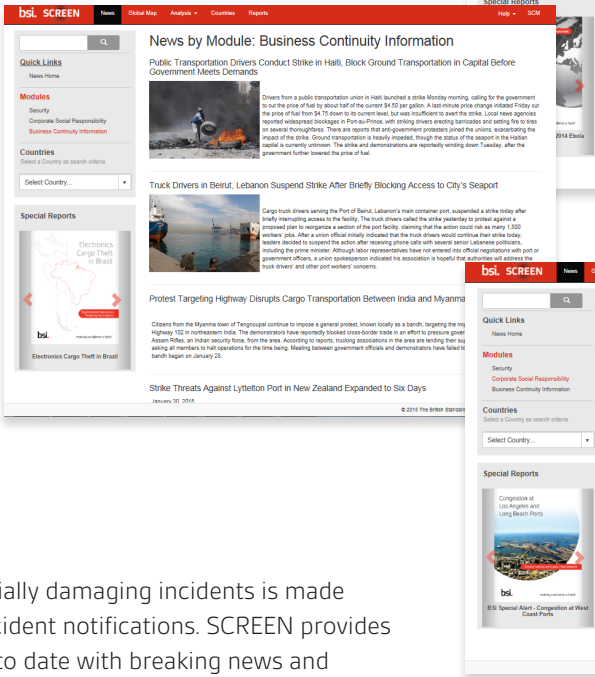 bsi. SCREEN
News
Global Map
Analysis
Countries
Reports
Help
SCM
Quick Links
News Home
Modules
Security
Corporate Social Responsibility
Business Continuity Information
Countries
Select a Country as search criteria
Select Country...
Special Reports
Electronics
Cargo Theft
in Brazil
bsi.
making excellence a habit
Electronics Cargo Theft in Brazil
News by Module: Business Continuity Information
Public Transportation Drivers Conduct Strike in Haiti, Block Ground Transportation in Capital Before
Government Meets Demands
Drivers from a public transportation union in Haiti launched a strike Monday morning, calling for the government
to cut the price of fuel by about half of the current $4.50 per gallon. A last-minute price change initiated Friday cut
the price of fuel from $4.75 down to its current level, but was insufficient to avert the strike. Local news agencies
reported widespread blockages in Port-au-Prince, with striking drivers erecting barricades and setting fire to tires
on several thoroughfares. There are reports that anti-government protesters joined the unions, exacerbating the
impact of the strike. Ground transportation is heavily impeded, though the status of the seaport in the Haitian
capital is currently unknown. The strike and demonstrations are reportedly winding down Tuesday, after the
government further lowered the price of fuel.
Truck Drivers in Beirut, Lebanon Suspend Strike After Briefly Blocking Access to City's Seaport
Cargo truck drivers serving the Port of Beirut, Lebanon's main container port, suspended a strike today after
briefly interrupting access to the facility. The truck drivers called the strike yesterday to protest against a
proposed plan to reorganize a section of the port facility, claiming that the action could risk as many 1,500
workers' jobs. After a union official initially indicated that the truck drivers would continue their strike today,
leaders decided to suspend the action after receiving phone calls with several senior Lebanese politicians,
including the prime minister. Although labor representatives have not entered into official negotiations with port or
government officers, a union spokesperson indicated his association is hopeful that authorities will address the
truck drivers' and other port workers' concerns.
Protest Targeting Highway Disrupts Cargo Transportation Between India and Myanma
Citizens from the Myanma town of Tengnoupal continue to impose a general protest, known locally as a bandh, targeting the Imp
Highway 102 in northeastern India. The demonstrators have reportedly blocked cross-border trade in an effort to pressure gover
Assam Rifles, an Indian security force, from the area. According to reports, trucking associations in the area are lending their sup
asking all members to halt operations for the time being. Meeting between government officials and demonstrators have failed to
bandh began on January 23.
Strike Threats Against Lyttelton Port in New Zealand Expanded to Six Days
January 30, 2015
© 2015 The British Standard
Special Reports
2014 Ebola
bsi. SCREEN
News
G
Quick Links
News Home
Modules
Security
Corporate Social Responsibility
Business Continuity Information
Countries
Select a Country as search criteria
Select Country...
Special Reports
Congestion at
Los Angeles and
Long Beach Ports
bsi.
making excellence a habit
BSI Special Alert - Congestion at West
Coast Ports
ially damaging incidents is made
cident notifications. SCREEN provides
to date with breaking news and